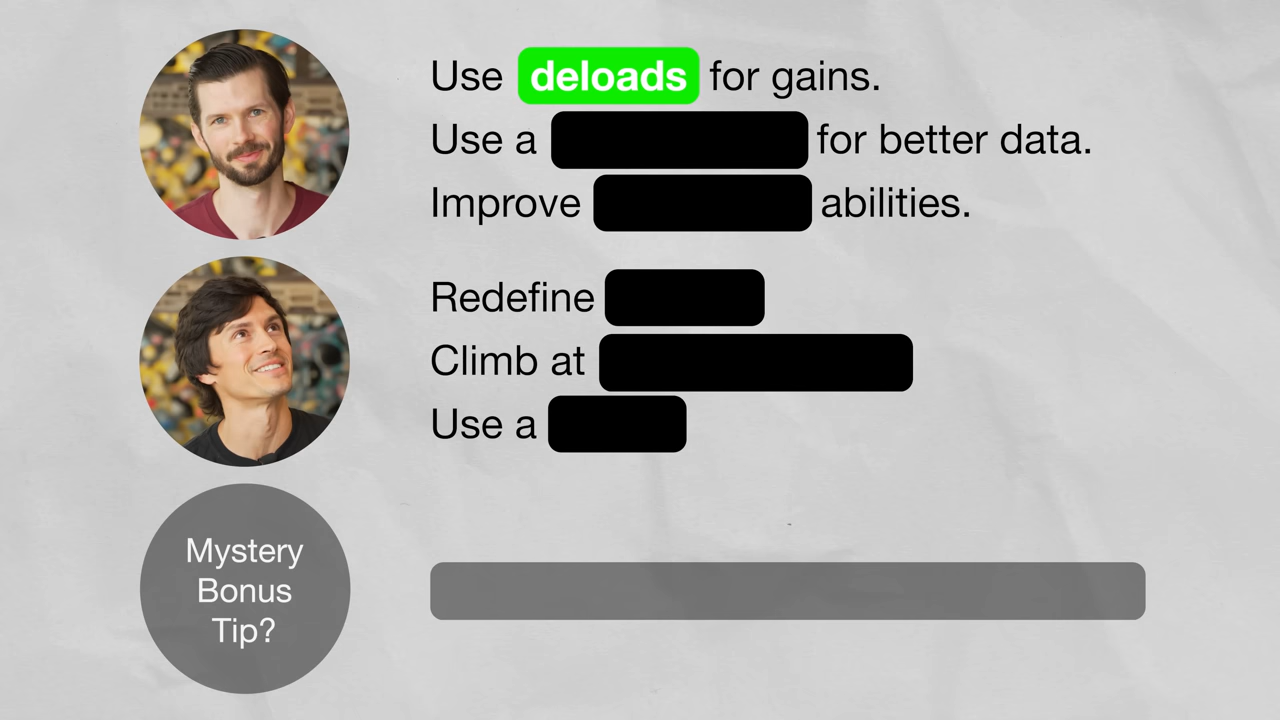 Use deloads for gains.
Use a for better data.
Improve abilities.
Redefine
Climb at
Use a
Mystery
Bonus
Tip?